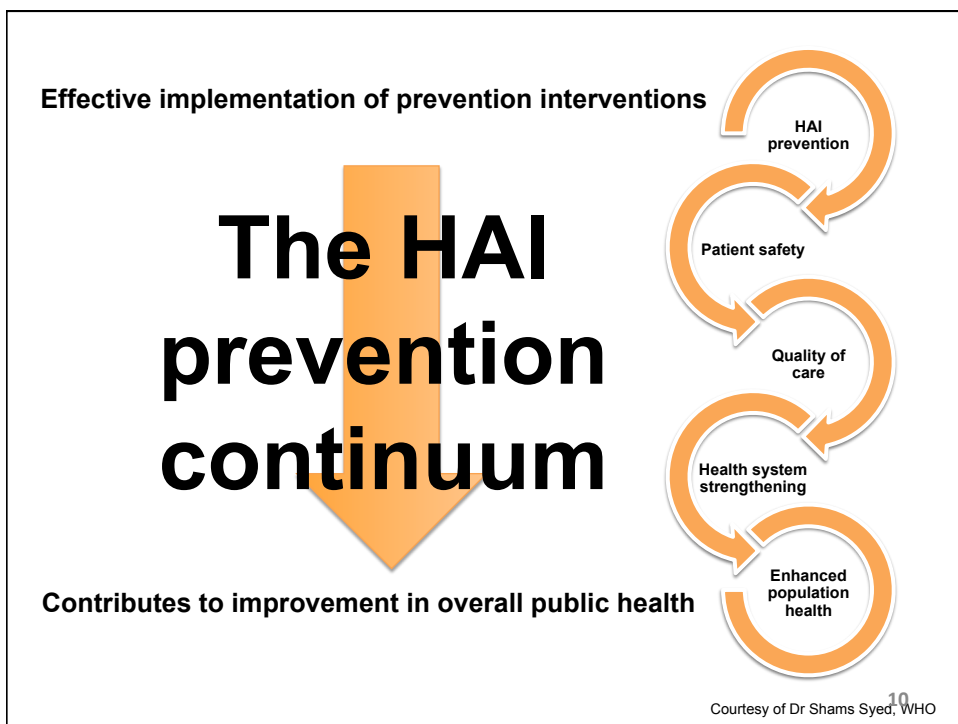 Effective implementation of prevention interventions
The HAI
prevention
continuum
Contributes to improvement in overall public health
HAI
prevention
Patient safety
Quality of
care
Health system
strengthening
Enhanced
population
health
10
Courtesy of Dr Shams Syed, WHO